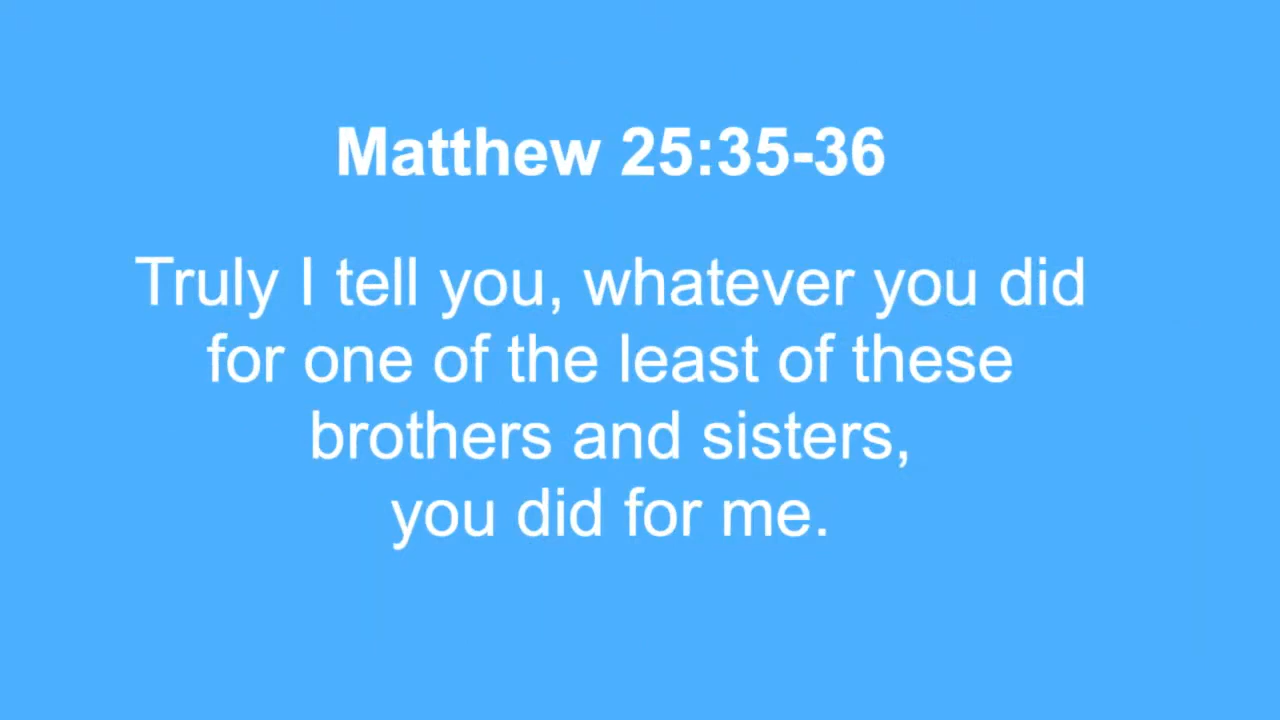 Matthew 25:35-36
Truly I tell you, whatever you did
for one of the least of these
brothers and sisters,
you did for me.